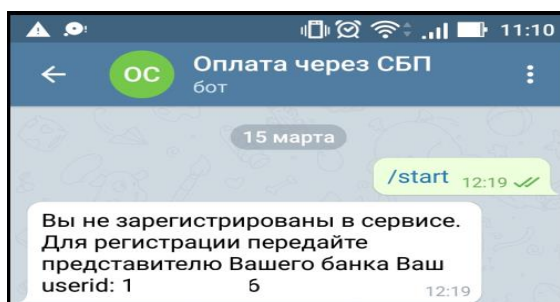 11:10
ОС
Оплата через СБП
бот
15 марта
/start 12:19
Вы не зарегистрированы в сервисе.
Для регистрации передайте
представителю Вашего банка Ваш
userid: 1 6
12:19